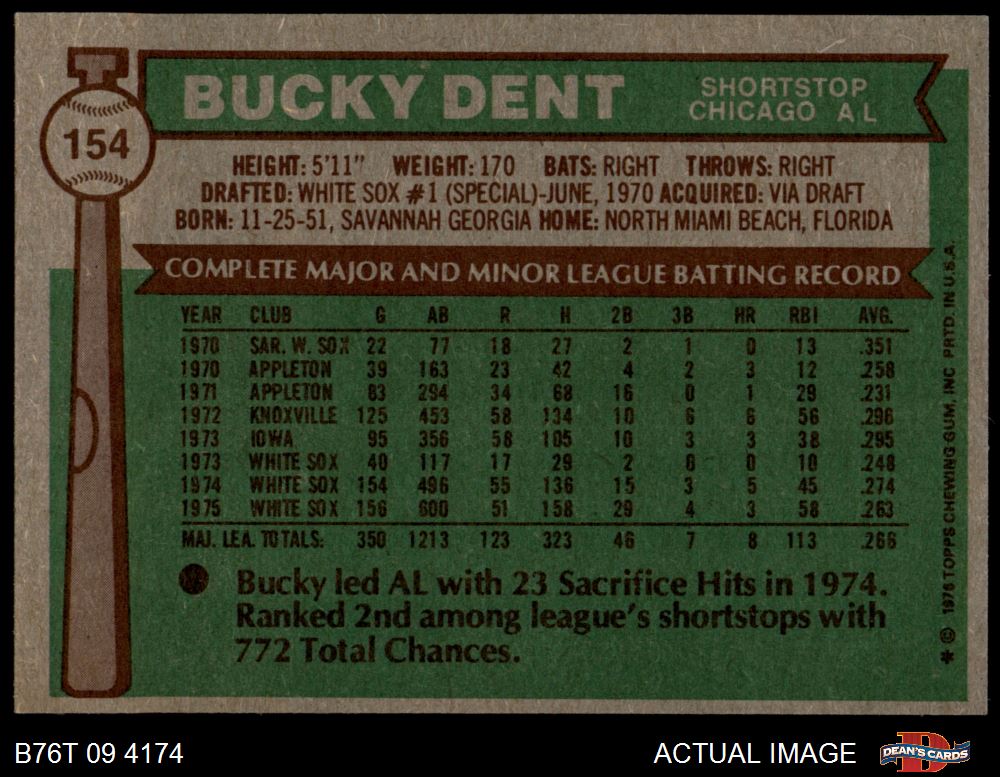 BUCKY DENT
SHORTSTOP
CHICAGO A L
154
HEIGHT: 5'11" WEIGHT: 170 BATS: RIGHT THROWS: RIGHT
DRAFTED: WHITE SOX #1 (SPECIAL)-JUNE, 1970 ACQUIRED: VIA DRAFT
BORN: 11-25-51, SAVANNAH GEORGIA HOME: NORTH MIAMI BEACH, FLORIDA
COMPLETE MAJOR AND MINOR LEAGUE BATTING RECORD
YEAR CLUB G AB R H 2B 3B HR RBI AVG.
1970 SAR. W. SOX 22 77 18 27 2 1 0 13 .351
1970 APPLETON 39 163 23 42 4 2 3 12 .258
1971 APPLETON 83 294 34 68 16 0 1 29 .231
1972 KNOXVILLE 125 453 58 134 10 6 6 56 .296
1973 IOWA 95 356 58 105 10 3 3 38 .295
1973 WHITE SOX 40 117 17 29 2 0 0 10 .248
1974 WHITE SOX 154 496 55 136 15 3 5 45 .274
1975 WHITE SOX 156 600 51 158 29 4 3 58 .263
MAJ. LEA. TOTALS: 350 1213 123 323 46 7 8 113 .266
Bucky led AL with 23 Sacrifice Hits in 1974.
Ranked 2nd among league's shortstops with
772 Total Chances.
* © 1976 TOPPS CHEWING GUM, INC PRTD. IN U.S.A.
B76T 09 4174
ACTUAL IMAGE
D
DEAN'S CARDS